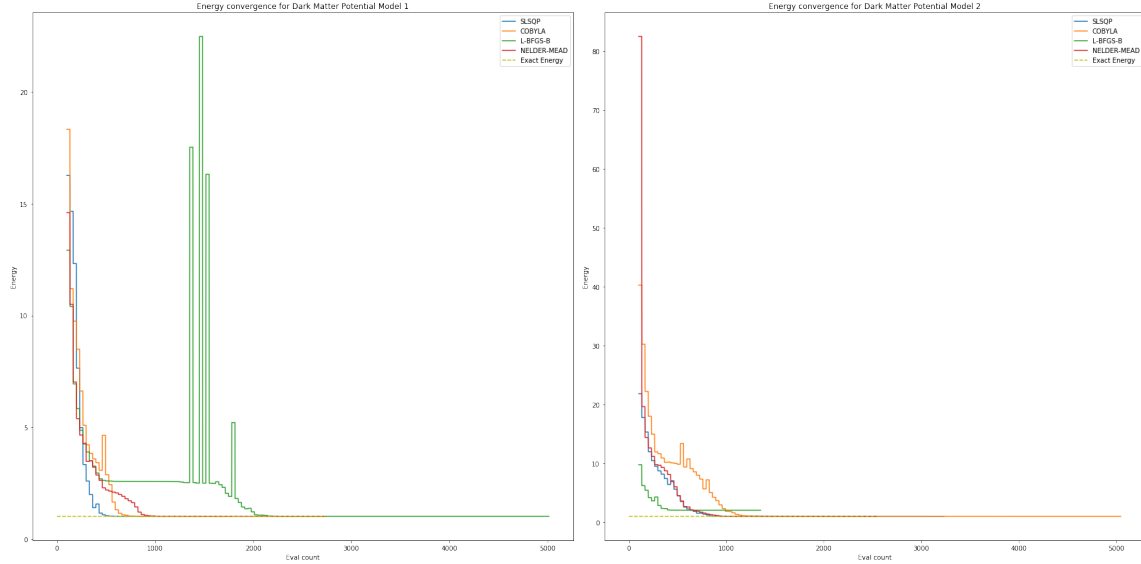 Energy convergence for Dark Matter Potential Model 1
SLSQP
COBYLA
L-BFGS-B
NELDER-MEAD
Exact Energy
20
15
10
5
0
Energy
0
1000
2000
3000
4000
5000
Eval count
Energy convergence for Dark Matter Potential Model 2
SLSQP
COBYLA
L-BFGS-B
NELDER-MEAD
Exact Energy
80
70
60
50
40
30
20
10
0
Energy
0
1000
2000
3000
4000
5000
Eval count